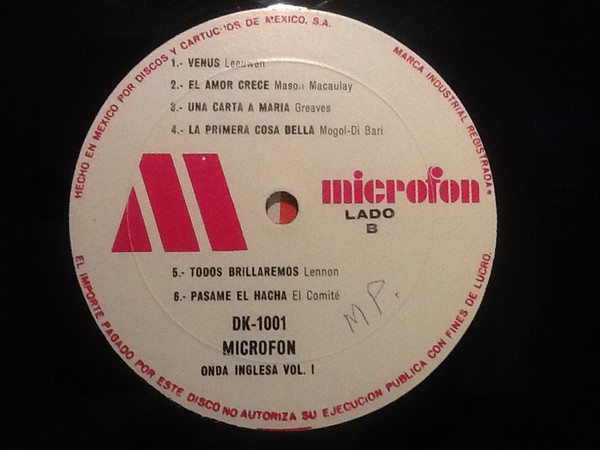 HECHO EN MEXICO POR DISCOS Y CARTUCHOS DE MEXICO, S.A.
MARCA INDUSTRIAL REGISTRADA
1.- VENUS Leeuwen
2.- EL AMOR CRECE Mason Macaulay
3.- UNA CARTA A MARIA Greaves
4.- LA PRIMERA COSA BELLA Mogol-Di Bari
microfon
LADO
B
5.- TODOS BRILLAREMOS Lennon
6.- PASAME EL HACHA El Comité
MP.
DK-1001
MICROFON
ONDA INGLESA VOL. I
EL IMPORTE PAGADO POR ESTE DISCO NO AUTORIZA SU EJECUCION PUBLICA CON FINES DE LUCRO.